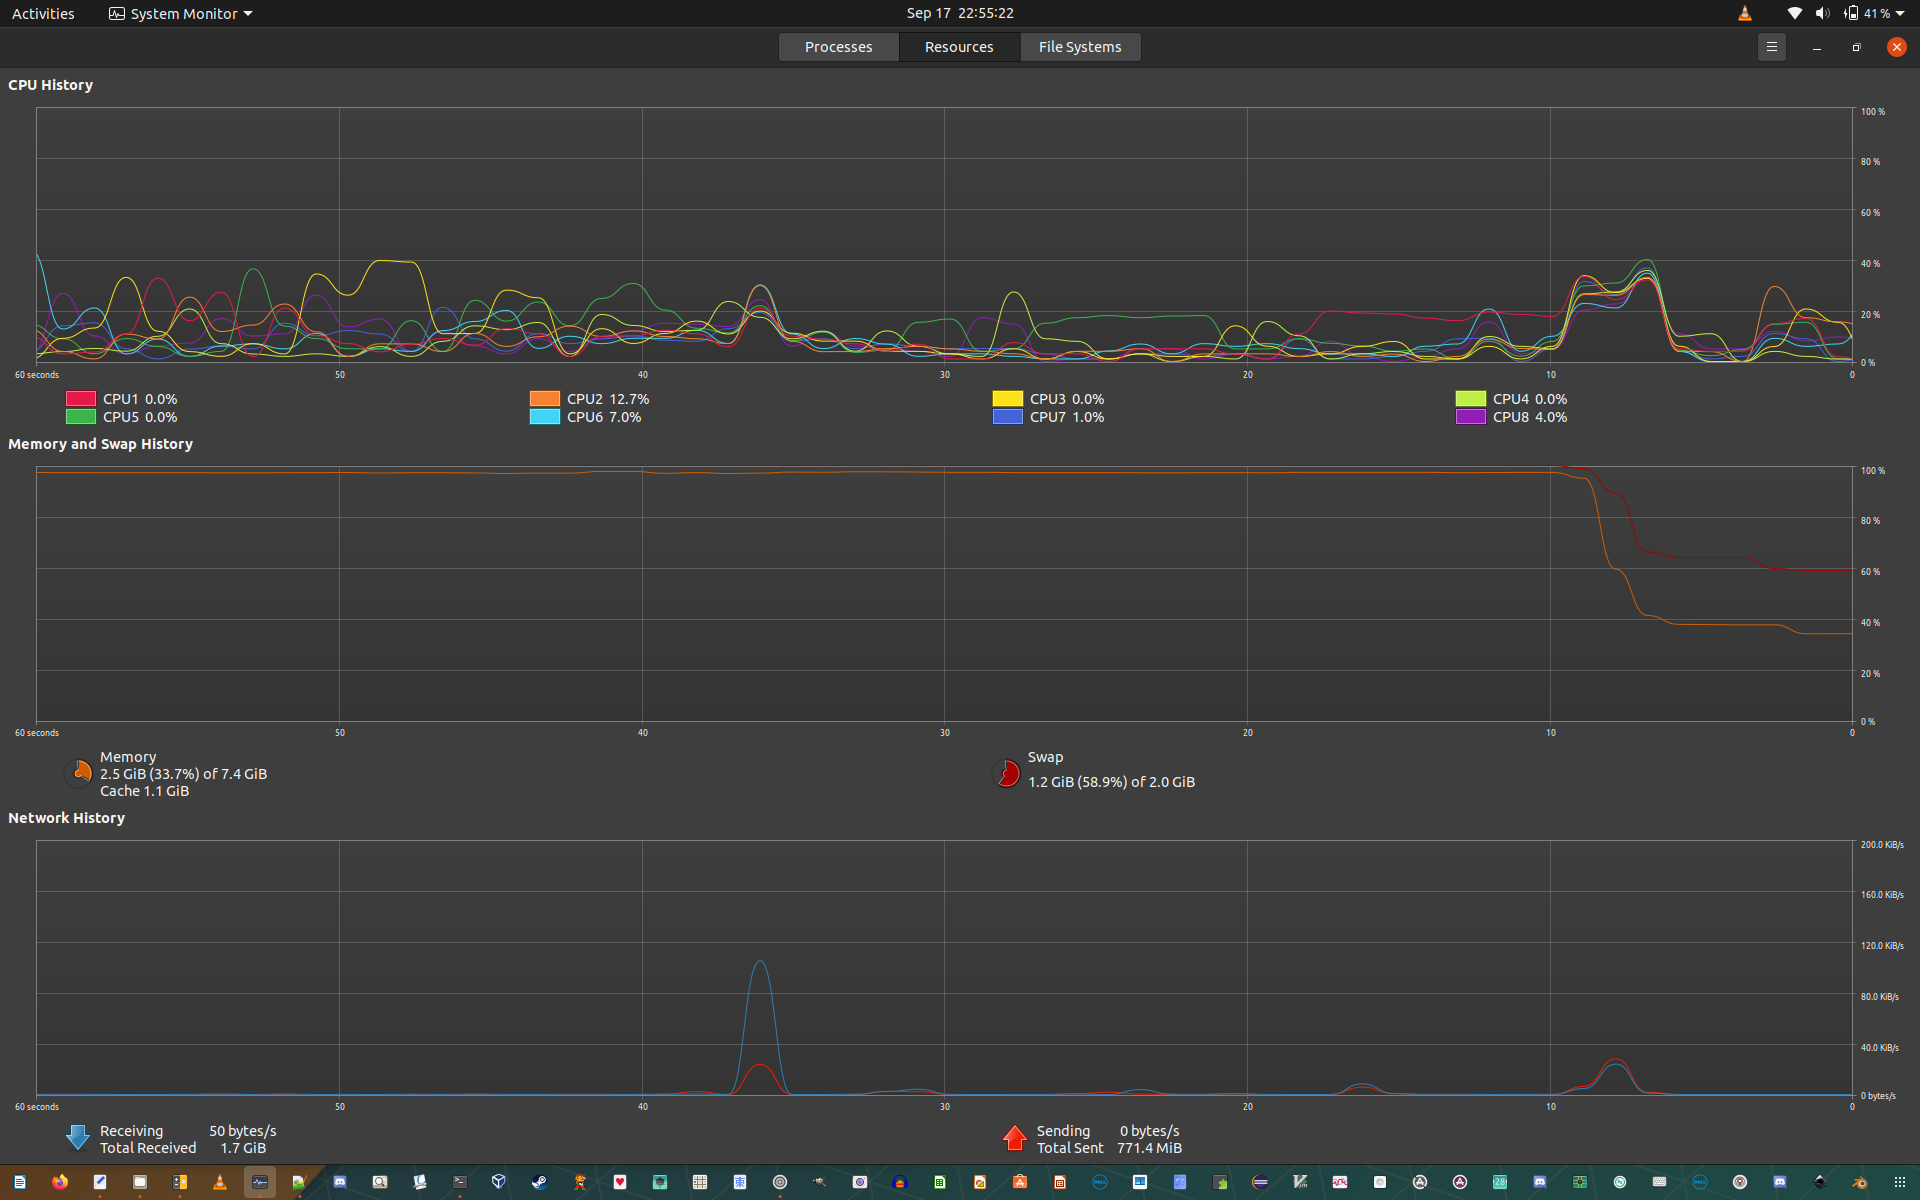 Activities System Monitor Sep 17 22:55:22 41 %
Processes Resources File Systems
CPU History
100 %
80 %
60 %
40 %
20 %
0 %
60 seconds 50 40 30 20 10 0
CPU1 0.0% CPU2 12.7% CPU3 0.0% CPU4 0.0%
CPU5 0.0% CPU6 7.0% CPU7 1.0% CPU8 4.0%
Memory and Swap History
100 %
80 %
60 %
40 %
20 %
0 %
60 seconds 50 40 30 20 10 0
Memory
2.5 GiB (33.7%) of 7.4 GiB
Cache 1.1 GiB
Swap
1.2 GiB (58.9%) of 2.0 GiB
Network History
200.0 KiB/s
160.0 KiB/s
120.0 KiB/s
80.0 KiB/s
40.0 KiB/s
0 bytes/s
60 seconds 50 40 30 20 10 0
Receiving 50 bytes/s
Total Received 1.7 GiB
Sending 0 bytes/s
Total Sent 771.4 MiB